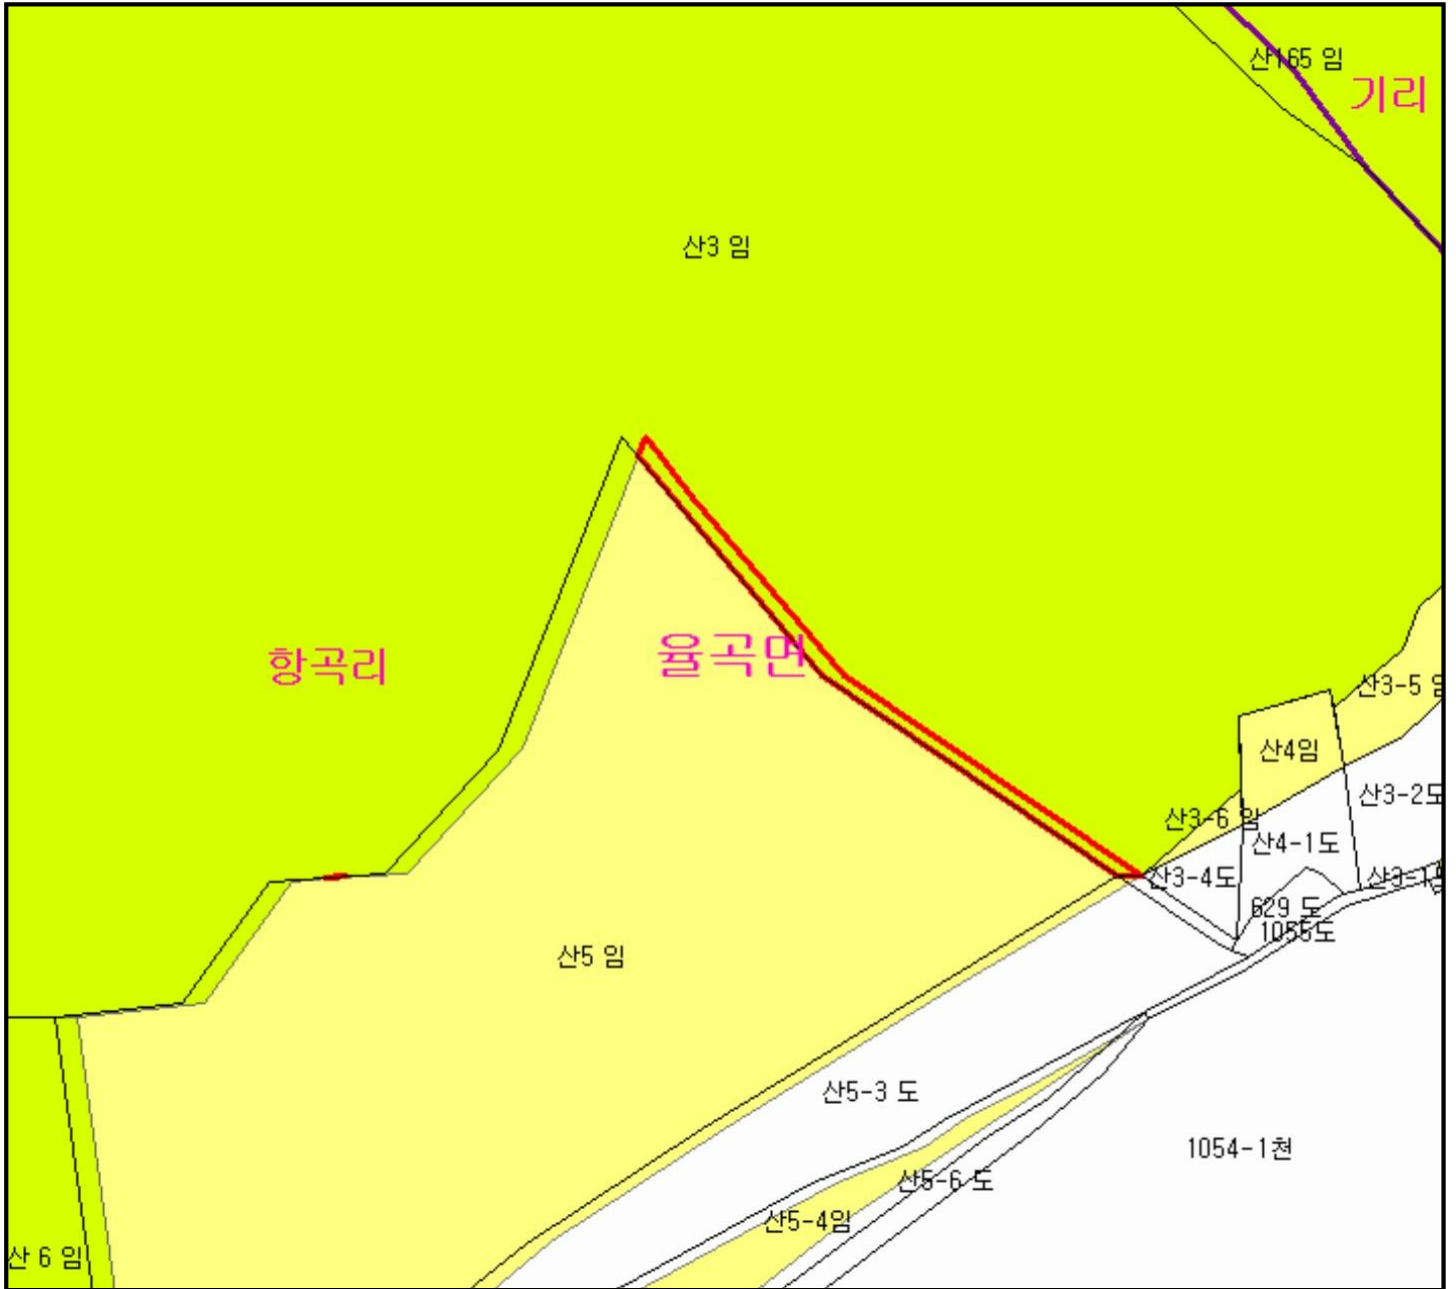 산165 임
기리
산3 임
율곡면
항곡리
산3-5 임
산4임
산3-2도
산3-6 임
산4-1도
산3-4도
산3-1
629 도
1055도
산5 임
산5-3 도
1054-1천
산5-6 도
산5-4임
산 6 임